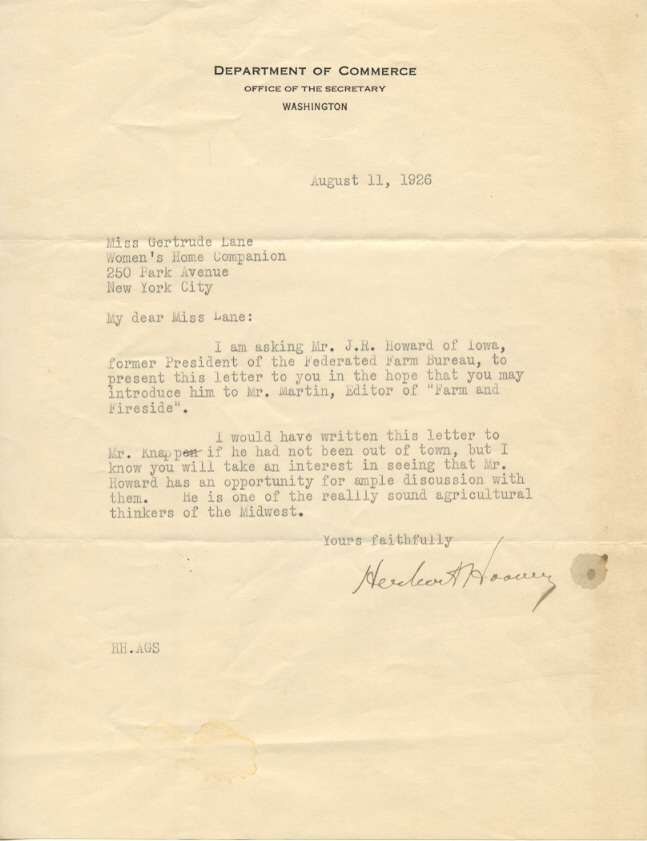 DEPARTMENT OF COMMERCE
OFFICE OF THE SECRETARY
WASHINGTON
August 11, 1926
Miss Gertrude Lane
Women's Home Companion
250 Park Avenue
New York City
My dear Miss Lane:
I am asking Mr. J.R. Howard of Iowa,
former President of the Federated Farm Bureau, to
present this letter to you in the hope that you may
introduce him to Mr. Martin, Editor of "Farm and
Fireside".
I would have written this letter to
Mr. Knappen if he had not been out of town, but I
know you will take an interest in seeing that Mr.
Howard has an opportunity for ample discussion with
them. He is one of the reallly sound agricultural
thinkers of the Midwest.
Yours faithfully
Herbert Hoover
HH.AGS